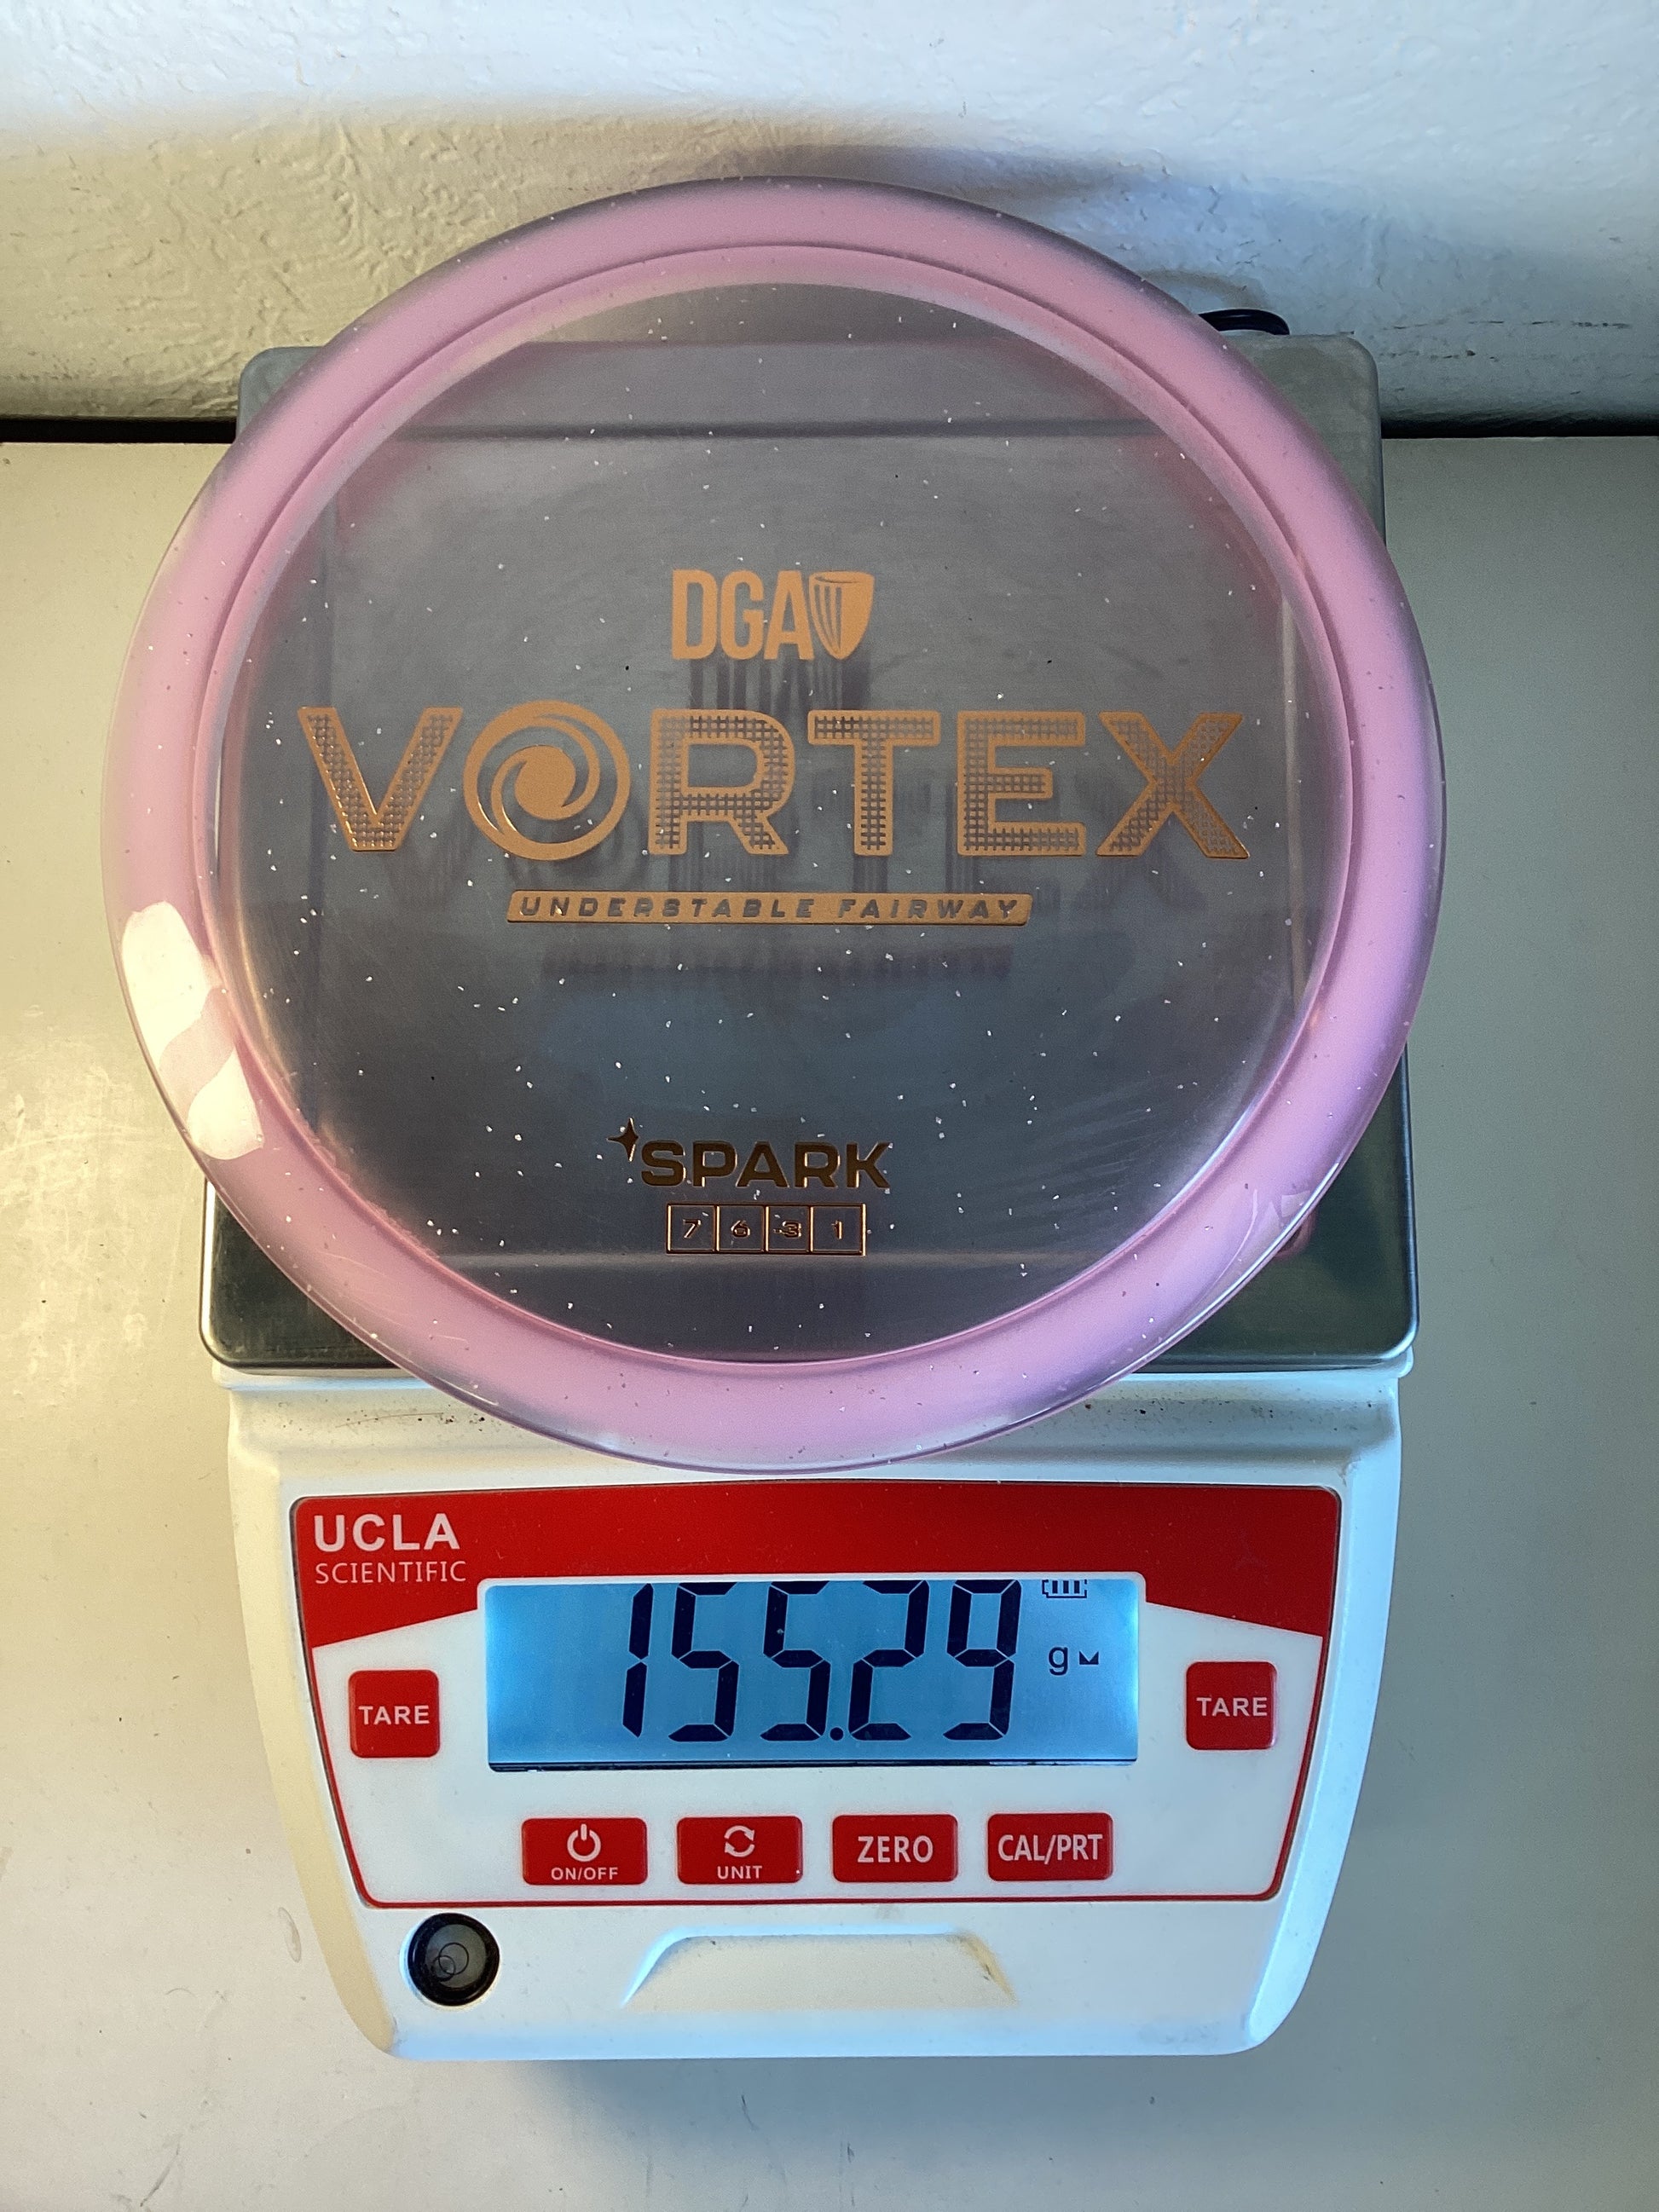 DGA
VORTEX
UNDERSTABLE FAIRWAY
SPARK
7 6 -3 1
UCLA
SCIENTIFIC
155.29 g
TARE
TARE
ON/OFF
UNIT
ZERO
CAL/PRT